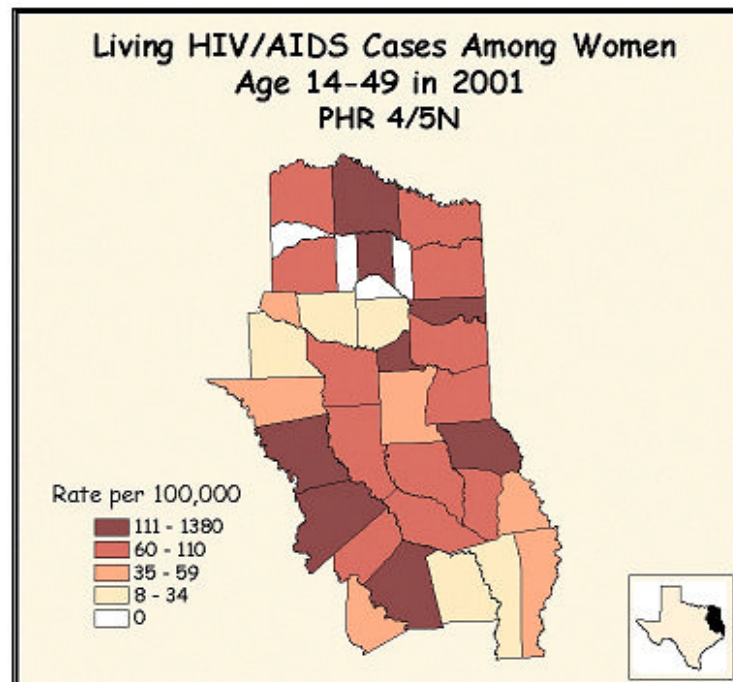 Living HIV/AIDS Cases Among Women
Age 14-49 in 2001
PHR 4/5N
Rate per 100,000
111 - 1380
60 - 110
35 - 59
8 - 34
0